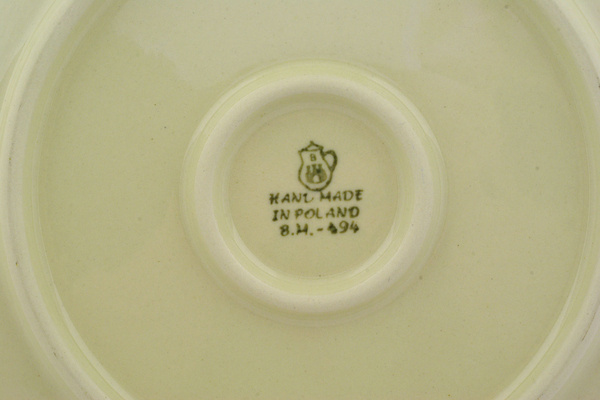 B
HAND MADE
IN POLAND
B.M.-494